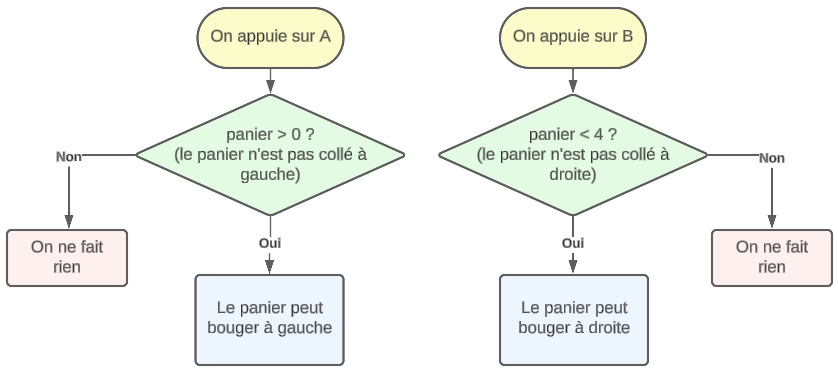 On appuie sur A
panier > 0 ?
(le panier n'est pas collé à
gauche)
Non
On ne fait
rien
Oui
Le panier peut
bouger à gauche
On appuie sur B
panier < 4 ?
(le panier n'est pas collé à
droite)
Non
On ne fait
rien
Oui
Le panier peut
bouger à droite